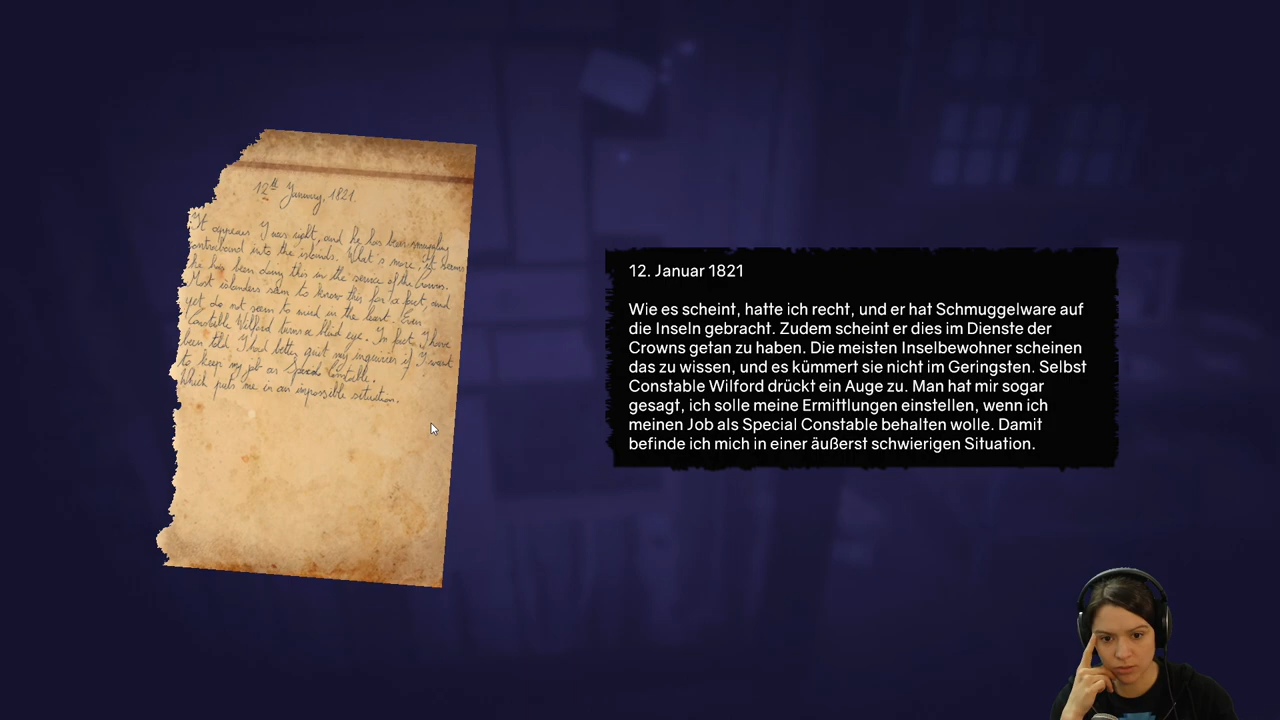 12th January, 1821.
It appears I was right, and he has been smuggling
contraband into the islands. What's more, it seems
he has been doing this in the service of the Crowns.
Most islanders seem to know this for a fact, and
yet do not seem to mind in the least. Even
Constable Wilford turns a blind eye. In fact, I have
been told I had better quit my inquiries if I want
to keep my job as Special Constable.
Which puts me in an impossible situation.
12. Januar 1821
Wie es scheint, hatte ich recht, und er hat Schmuggelware auf
die Inseln gebracht. Zudem scheint er dies im Dienste der
Crowns getan zu haben. Die meisten Inselbewohner scheinen
das zu wissen, und es kümmert sie nicht im Geringsten. Selbst
Constable Wilford drückt ein Auge zu. Man hat mir sogar
gesagt, ich solle meine Ermittlungen einstellen, wenn ich
meinen Job als Special Constable behalten wolle. Damit
befinde ich mich in einer äußerst schwierigen Situation.